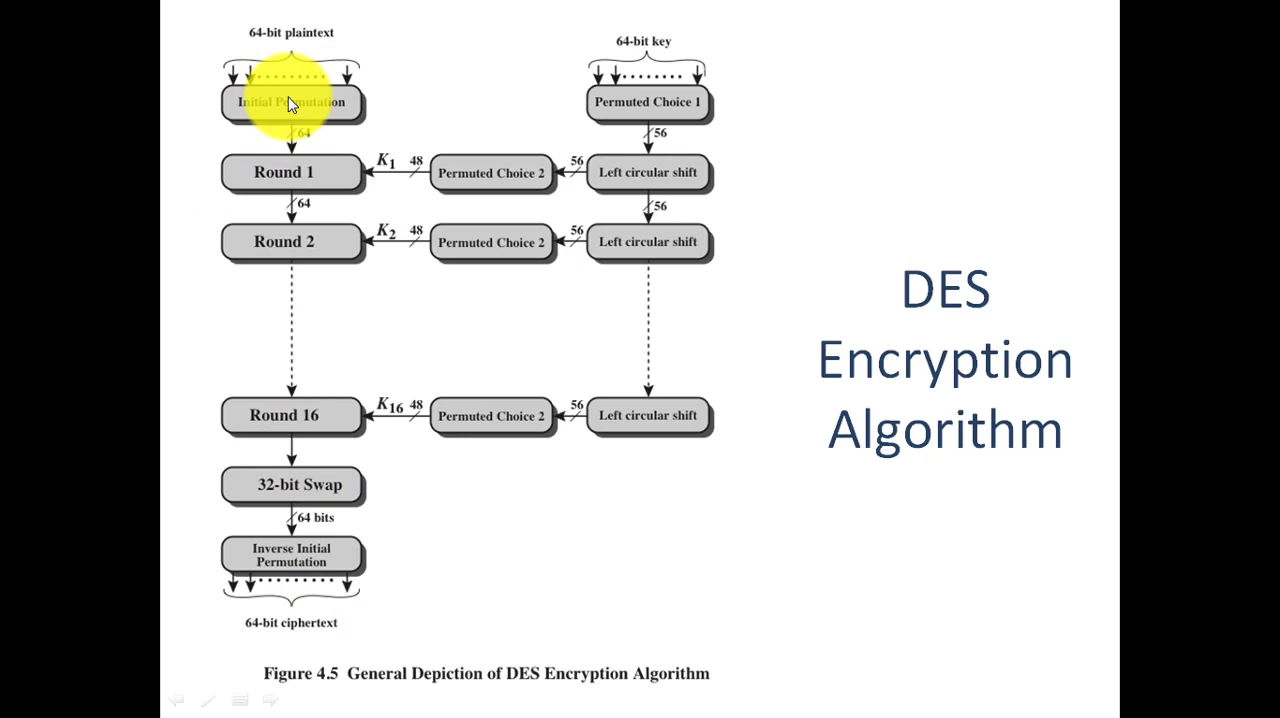 64-bit plaintext
64-bit key
Initial Permutation
Permuted Choice 1
64
56
Round 1
K1
48
Permuted Choice 2
56
Left circular shift
64
56
Round 2
K2
48
Permuted Choice 2
56
Left circular shift
Round 16
K16
48
Permuted Choice 2
56
Left circular shift
32-bit Swap
64 bits
Inverse Initial
Permutation
64-bit ciphertext
DES
Encryption
Algorithm
Figure 4.5 General Depiction of DES Encryption Algorithm